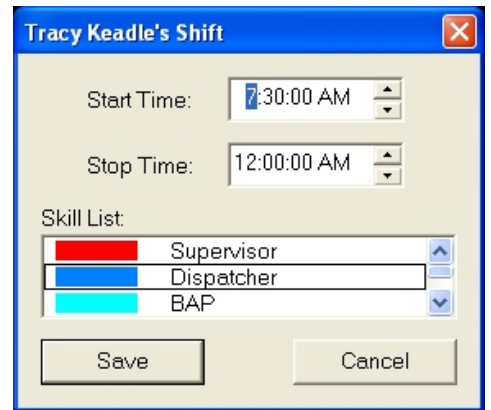 Tracy Keadle's Shift
Start Time: 7:30:00 AM
Stop Time: 12:00:00 AM
Skill List:
Supervisor
Dispatcher
BAP
Save Cancel